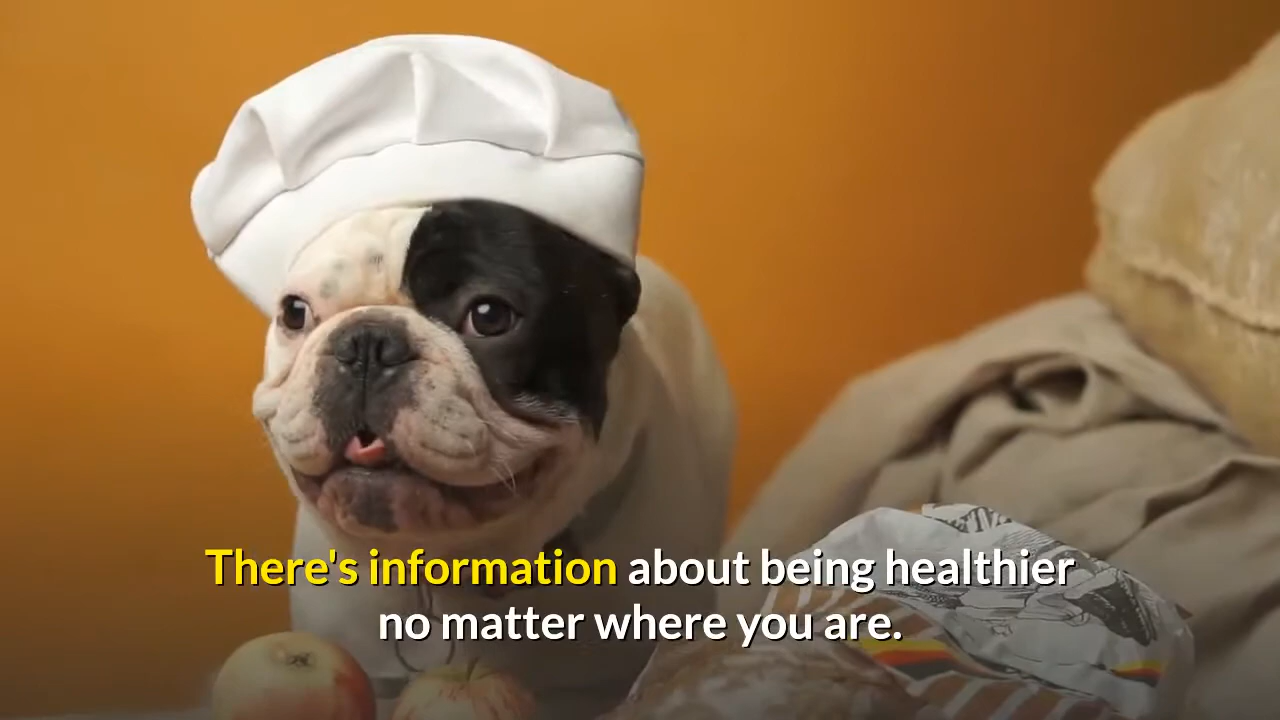 There's information about being healthier
no matter where you are.